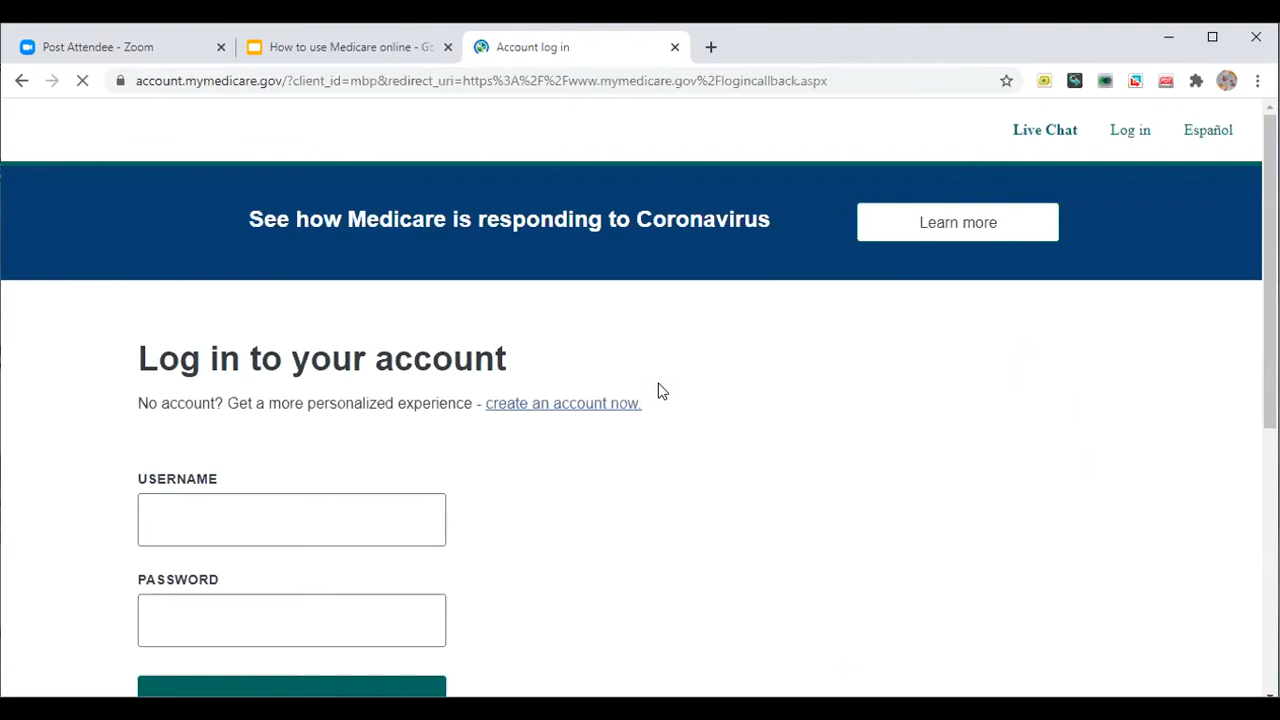 Post Attendee - Zoom
How to use Medicare online - G
Account log in
account.mymedicare.gov/?client_id=mbp&redirect_uri=https%3A%2F%2Fwww.mymedicare.gov%2Flogincallback.aspx
Live Chat
Log in
Español
See how Medicare is responding to Coronavirus
Learn more
Log in to your account
No account? Get a more personalized experience - create an account now.
USERNAME
PASSWORD